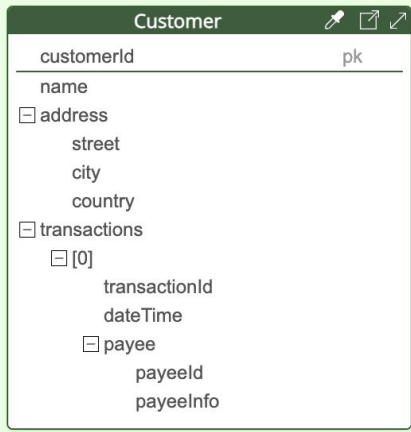 Customer
customerId pk
name
address
street
city
country
transactions
[0]
transactionId
dateTime
payee
payeeId
payeeInfo